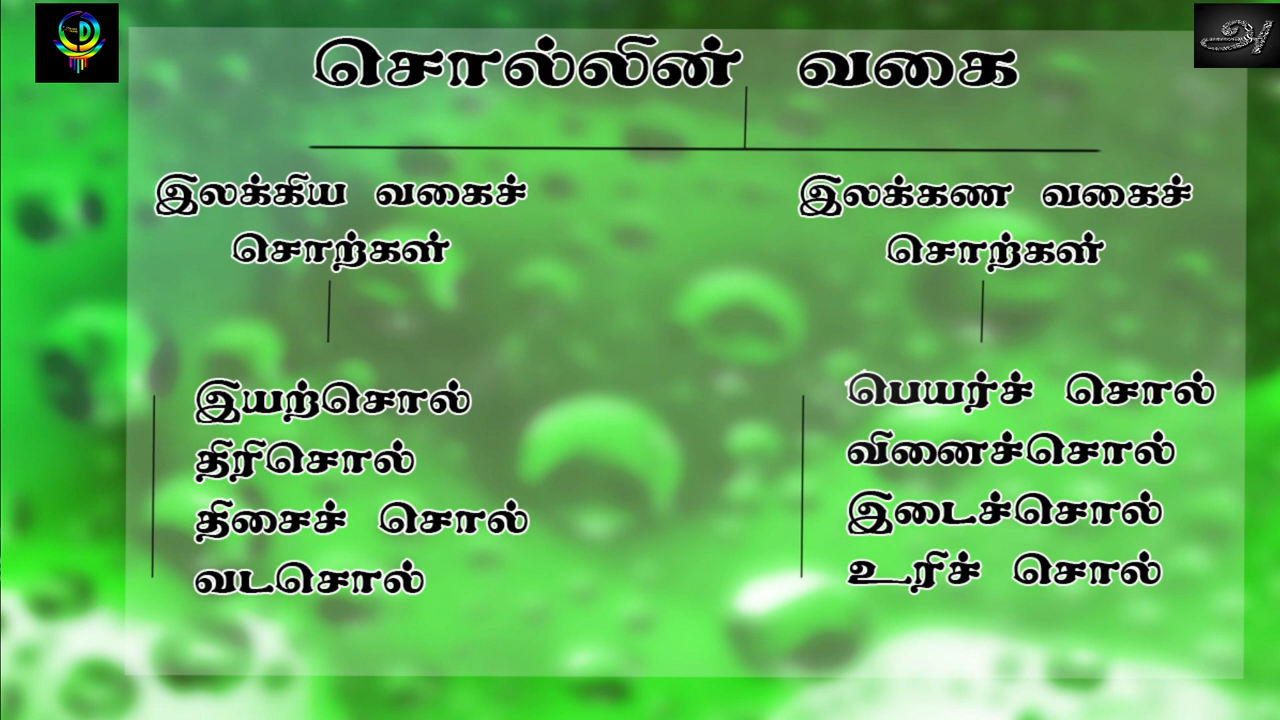 சொல்லின் வகை
இலக்கிய வகைச்
சொற்கள்
இலக்கண வகைச்
சொற்கள்
இயற்சொல்
திரிசொல்
திசைச் சொல்
வடசொல்
பெயர்ச் சொல்
வினைச்சொல்
இடைச்சொல்
உரிச் சொல்